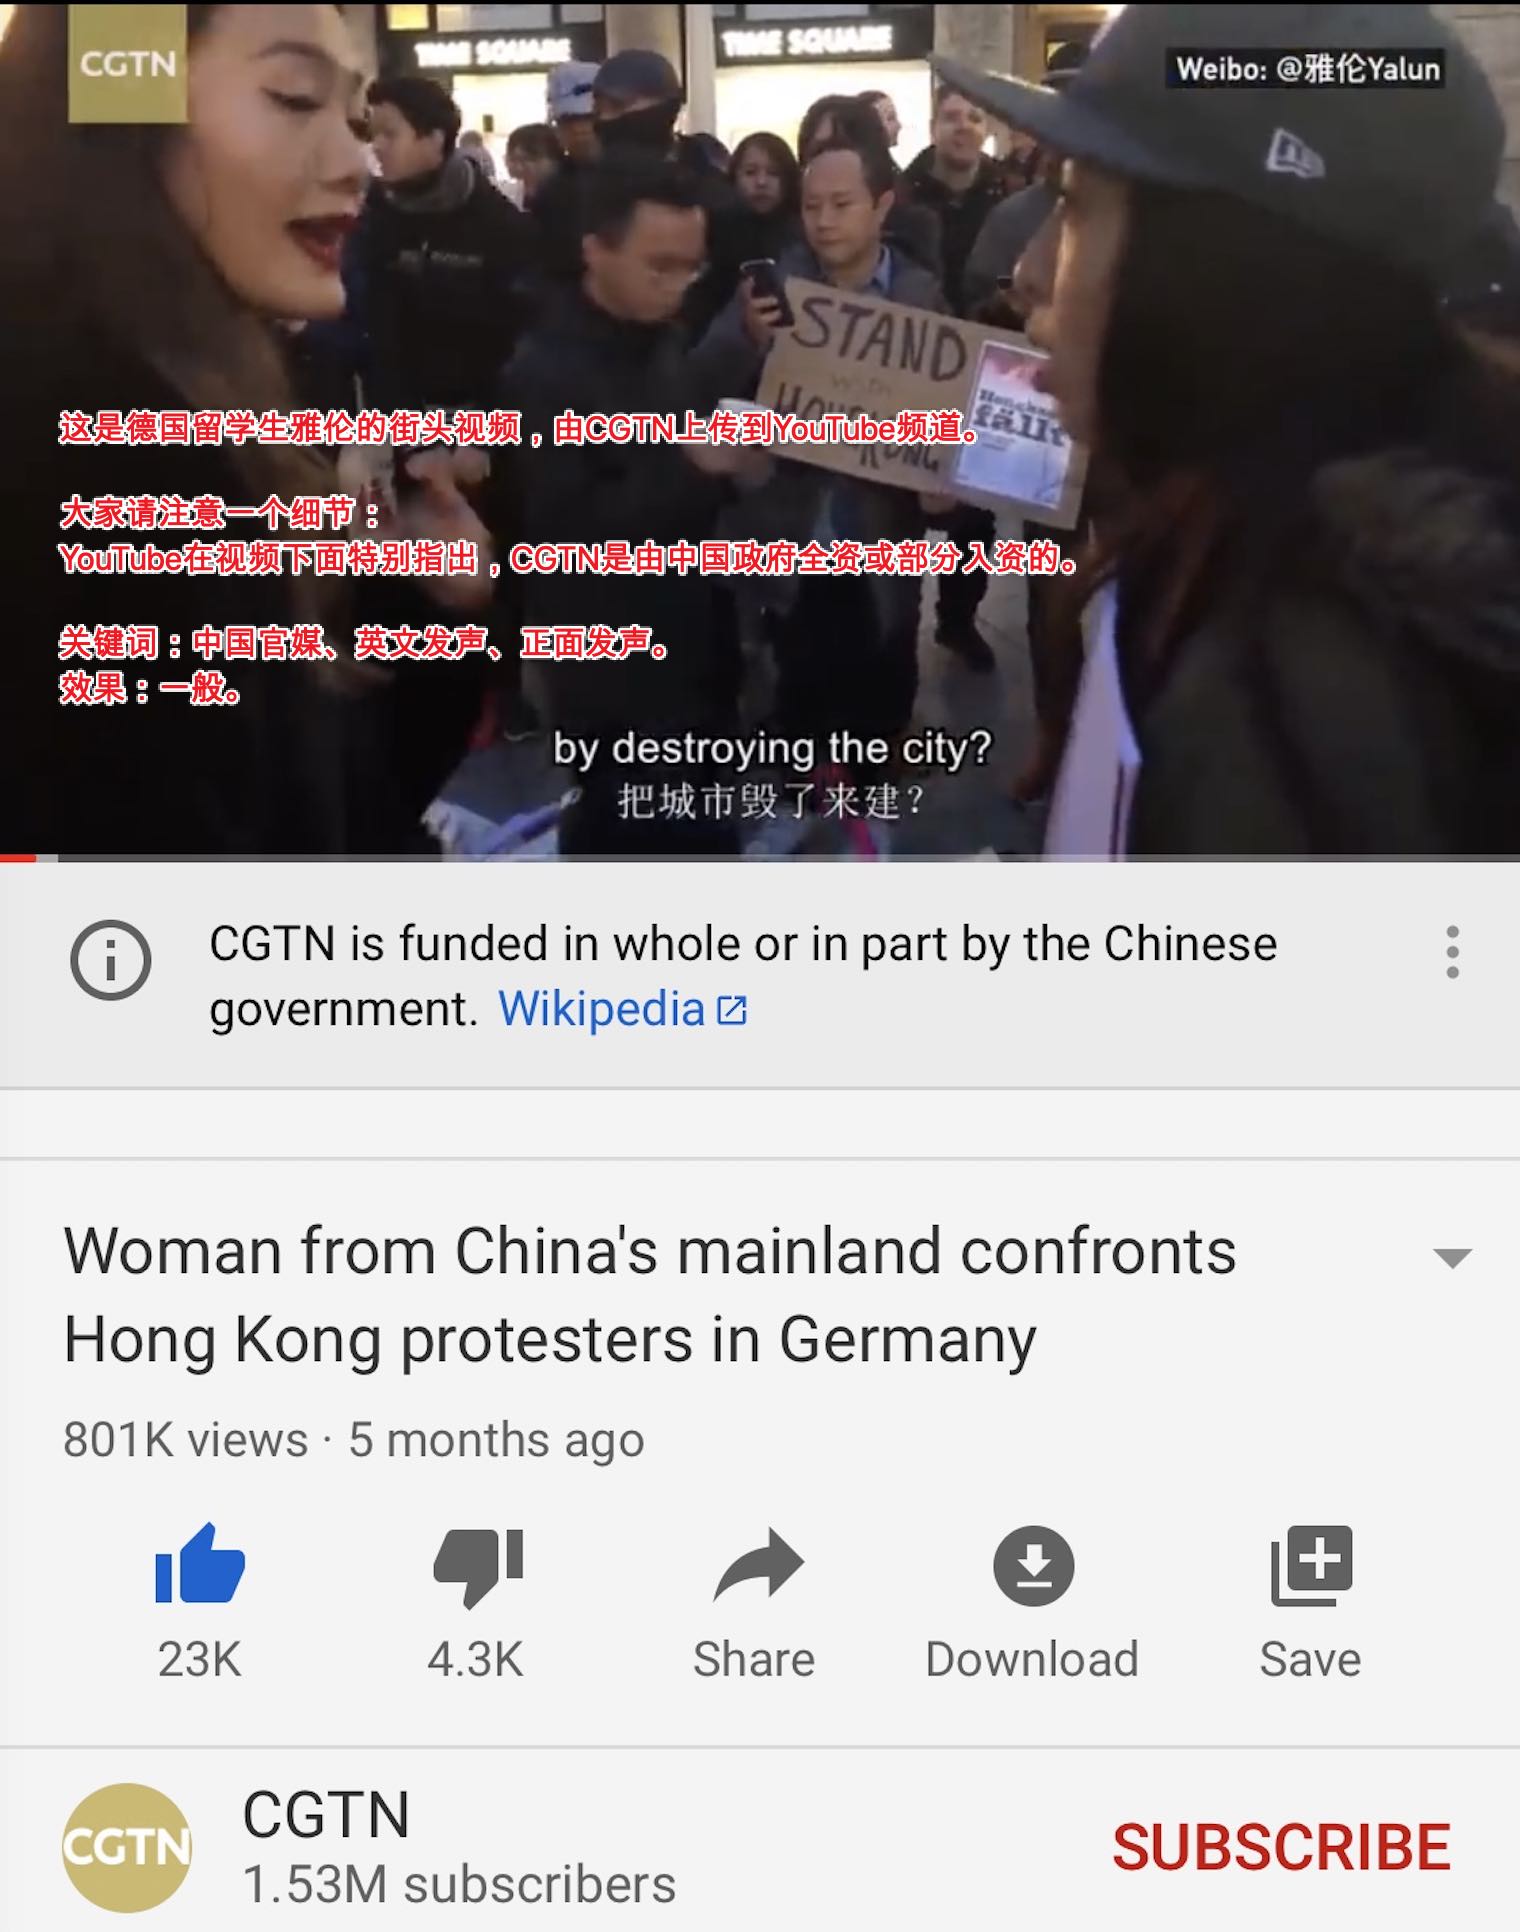 CGTN
TIME SQUARE
TIME SQUARE
Weibo: @雅伦Yalun
STAND
WITH
HONG
KONG
fällt
这是德国留学生雅伦的街头视频，由CGTN上传到YouTube频道。
大家请注意一个细节：
YouTube在视频下面特别指出，CGTN是由中国政府全资或部分入资的。
关键词：中国官媒、英文发声、正面发声。
效果：一般。
by destroying the city?
把城市毁了来建？
CGTN is funded in whole or in part by the Chinese
government. Wikipedia
Woman from China's mainland confronts
Hong Kong protesters in Germany
801K views · 5 months ago
23K
4.3K
Share
Download
Save
CGTN
CGTN
1.53M subscribers
SUBSCRIBE